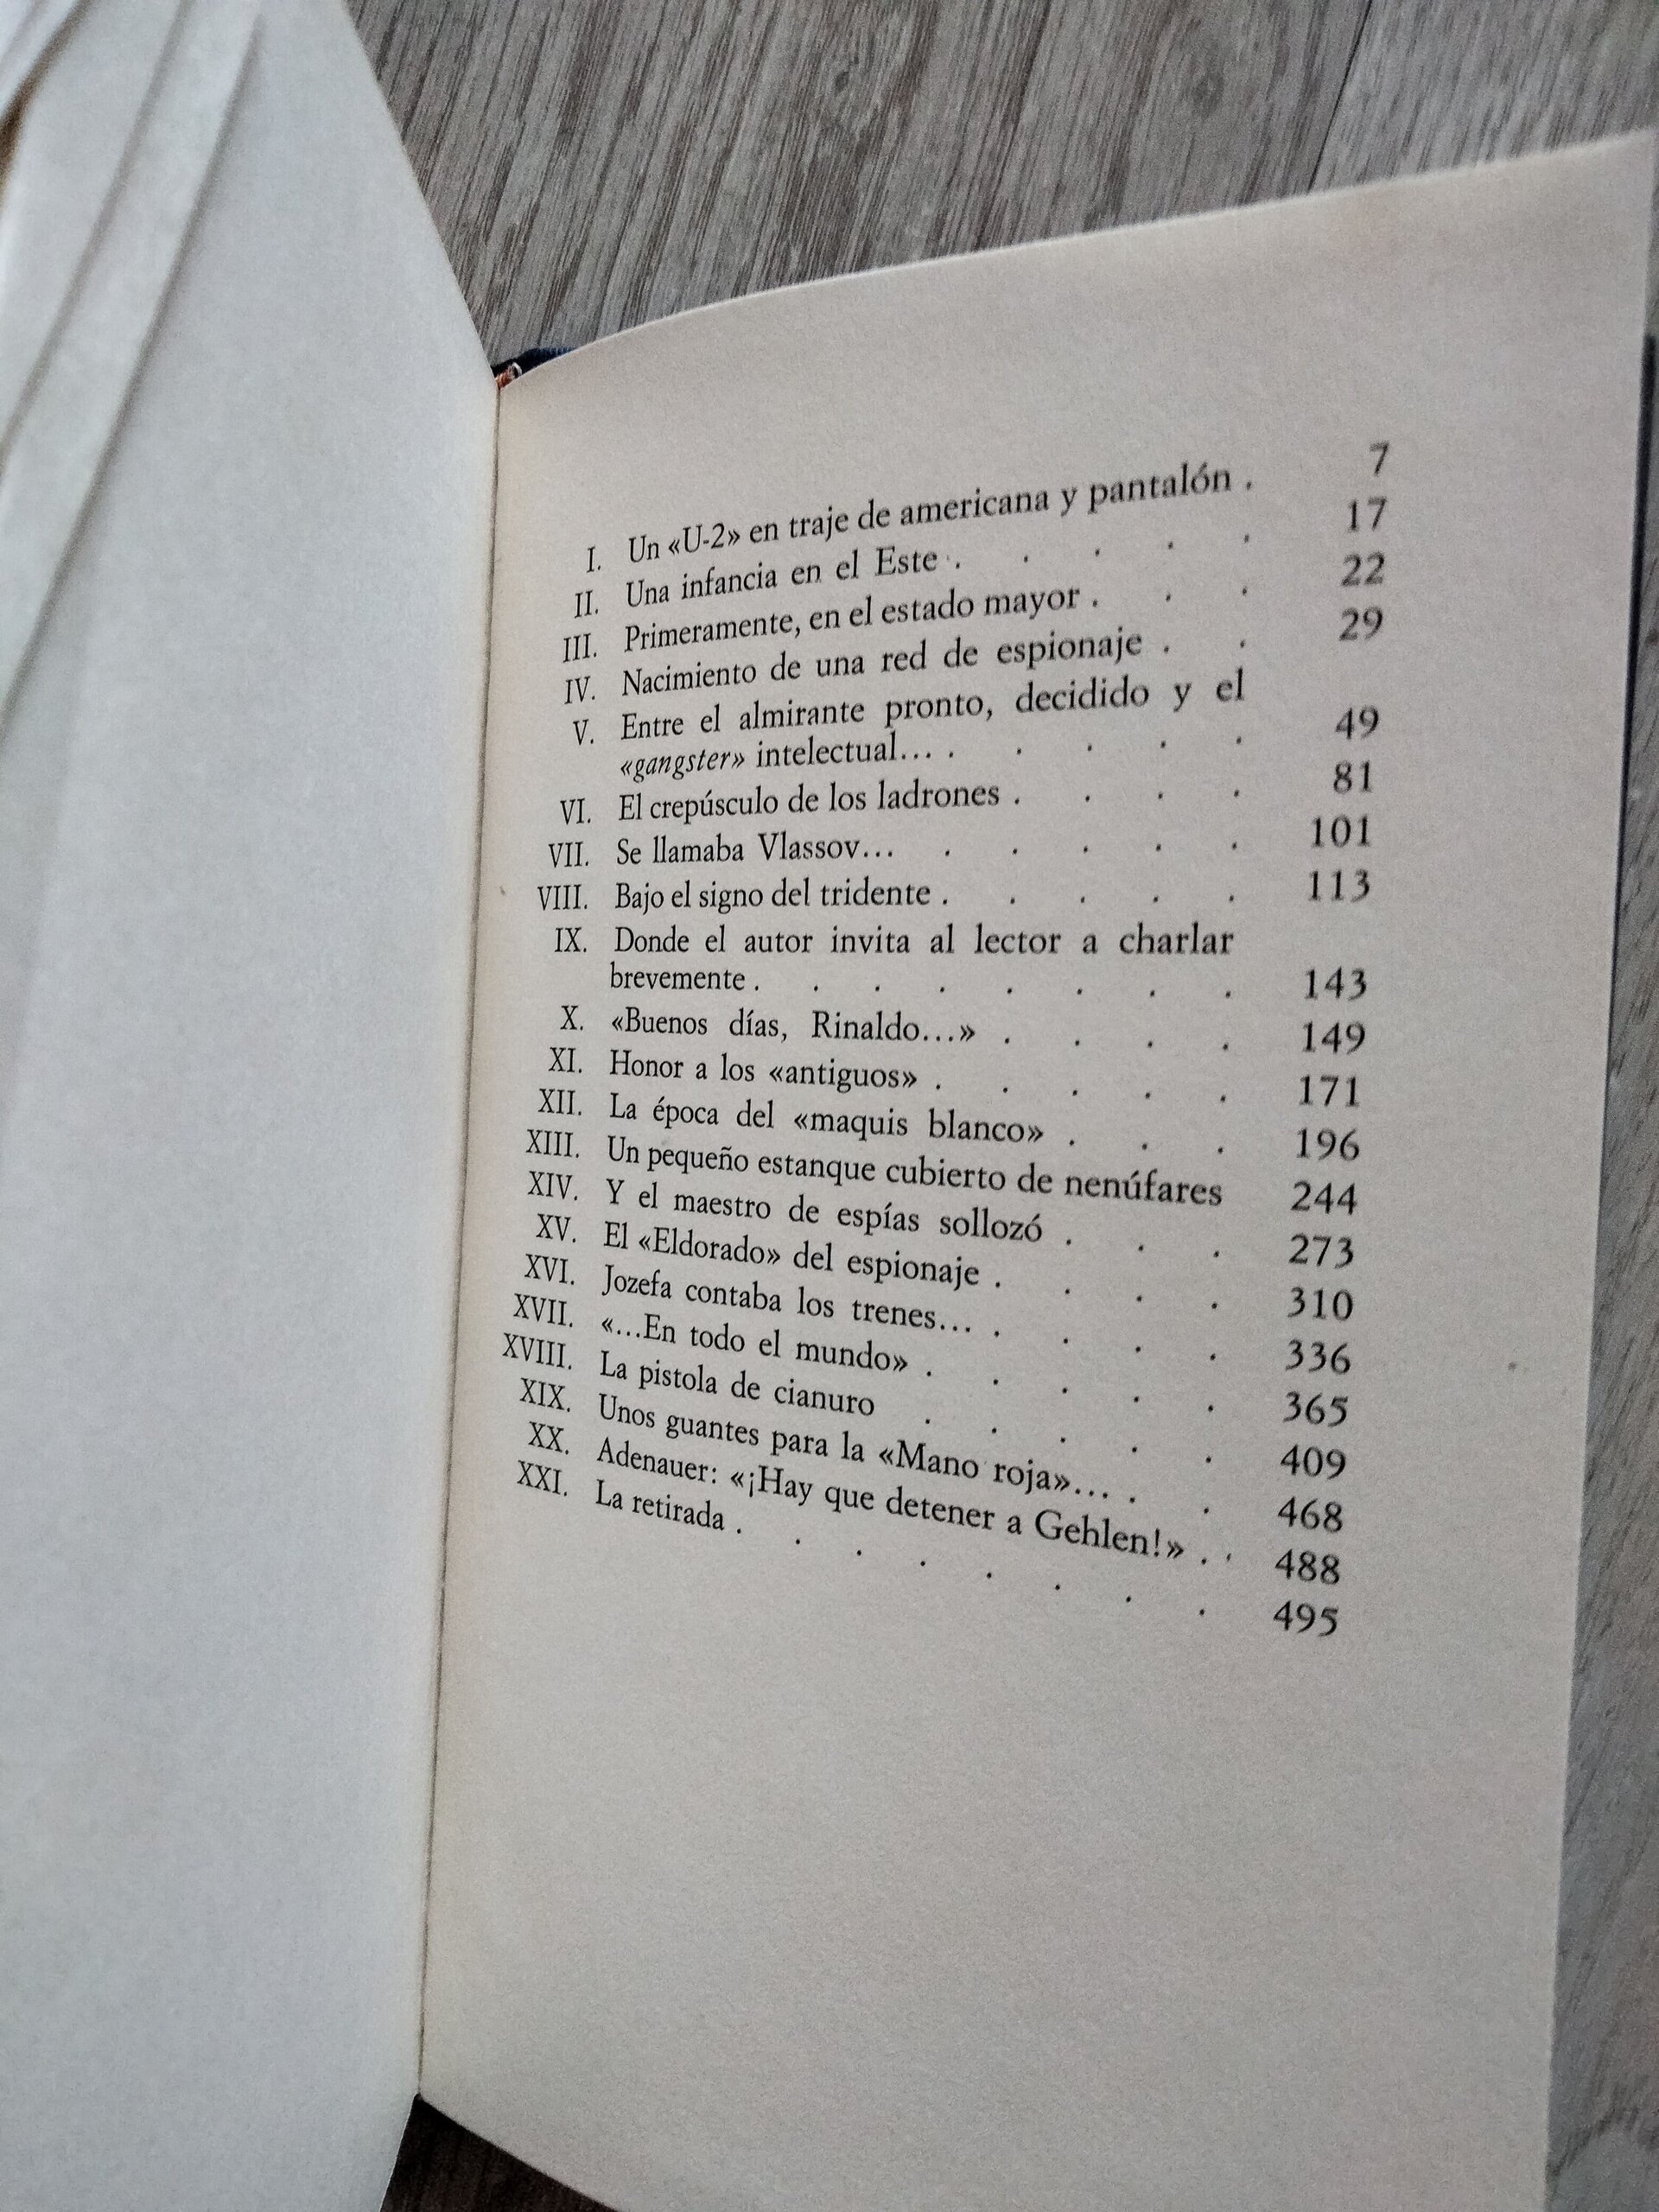 I. Un «U-2» en traje de americana y pantalón . 7
II. Una infancia en el Este . . . . . 17
III. Primeramente, en el estado mayor . . . 22
IV. Nacimiento de una red de espionaje . . 29
V. Entre el almirante pronto, decidido y el
«gangster» intelectual... . . . . . 49
VI. El crepúsculo de los ladrones . . . . 81
VII. Se llamaba Vlassov... . . . . . 101
VIII. Bajo el signo del tridente . . . . . 113
IX. Donde el autor invita al lector a charlar
brevemente . . . . . . . . 143
X. «Buenos días, Rinaldo...» . . . . 149
XI. Honor a los «antiguos» . . . . . 171
XII. La época del «maquis blanco» . . . 196
XIII. Un pequeño estanque cubierto de nenúfares 244
XIV. Y el maestro de espías sollozó . . . 273
XV. El «Eldorado» del espionaje . . . . 310
XVI. Jozefa contaba los trenes... . . . . 336
XVII. «...En todo el mundo» . . . . . 365
XVIII. La pistola de cianuro . . . . . 409
XIX. Unos guantes para la «Mano roja»... . . 468
XX. Adenauer: «¡Hay que detener a Gehlen!» . . 488
XXI. La retirada . . . . . . . . 495